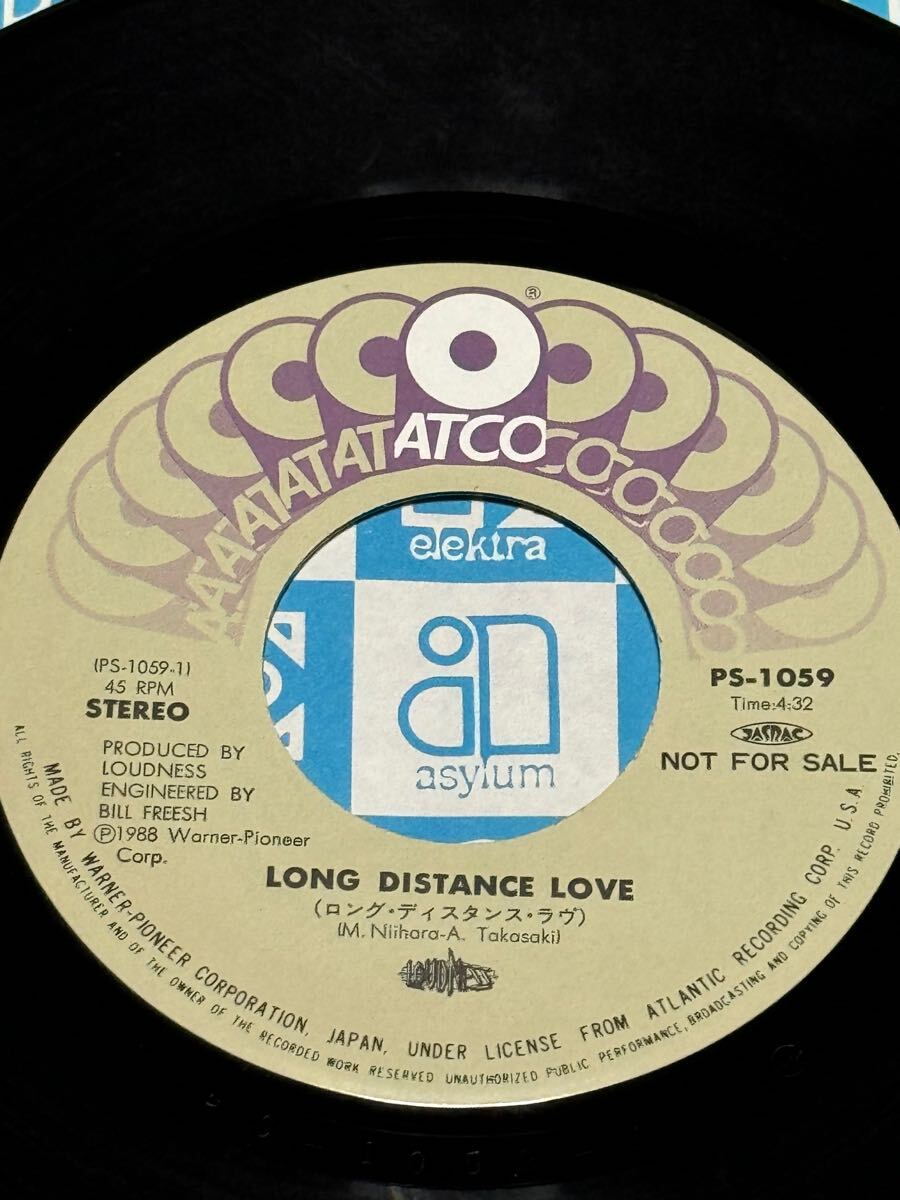 ATCO
®
elektra
asylum
(PS-1059-1)
45 RPM
STEREO
PRODUCED BY
LOUDNESS
ENGINEERED BY
BILL FREESH
Ⓟ1988 Warner-Pioneer
Corp.
PS-1059
Time:4:32
JASRAC
NOT FOR SALE
LONG DISTANCE LOVE
(ロング・ディスタンス・ラヴ)
(M. Niihara-A. Takasaki)
LOUDNESS
MADE BY WARNER-PIONEER CORPORATION, JAPAN, UNDER LICENSE FROM ATLANTIC RECORDING CORP. U.S.A.
ALL RIGHTS OF THE MANUFACTURER AND OF THE OWNER OF THE RECORDED WORK RESERVED UNAUTHORIZED PUBLIC PERFORMANCE, BROADCASTING AND COPYING OF THIS RECORD PROHIBITED.